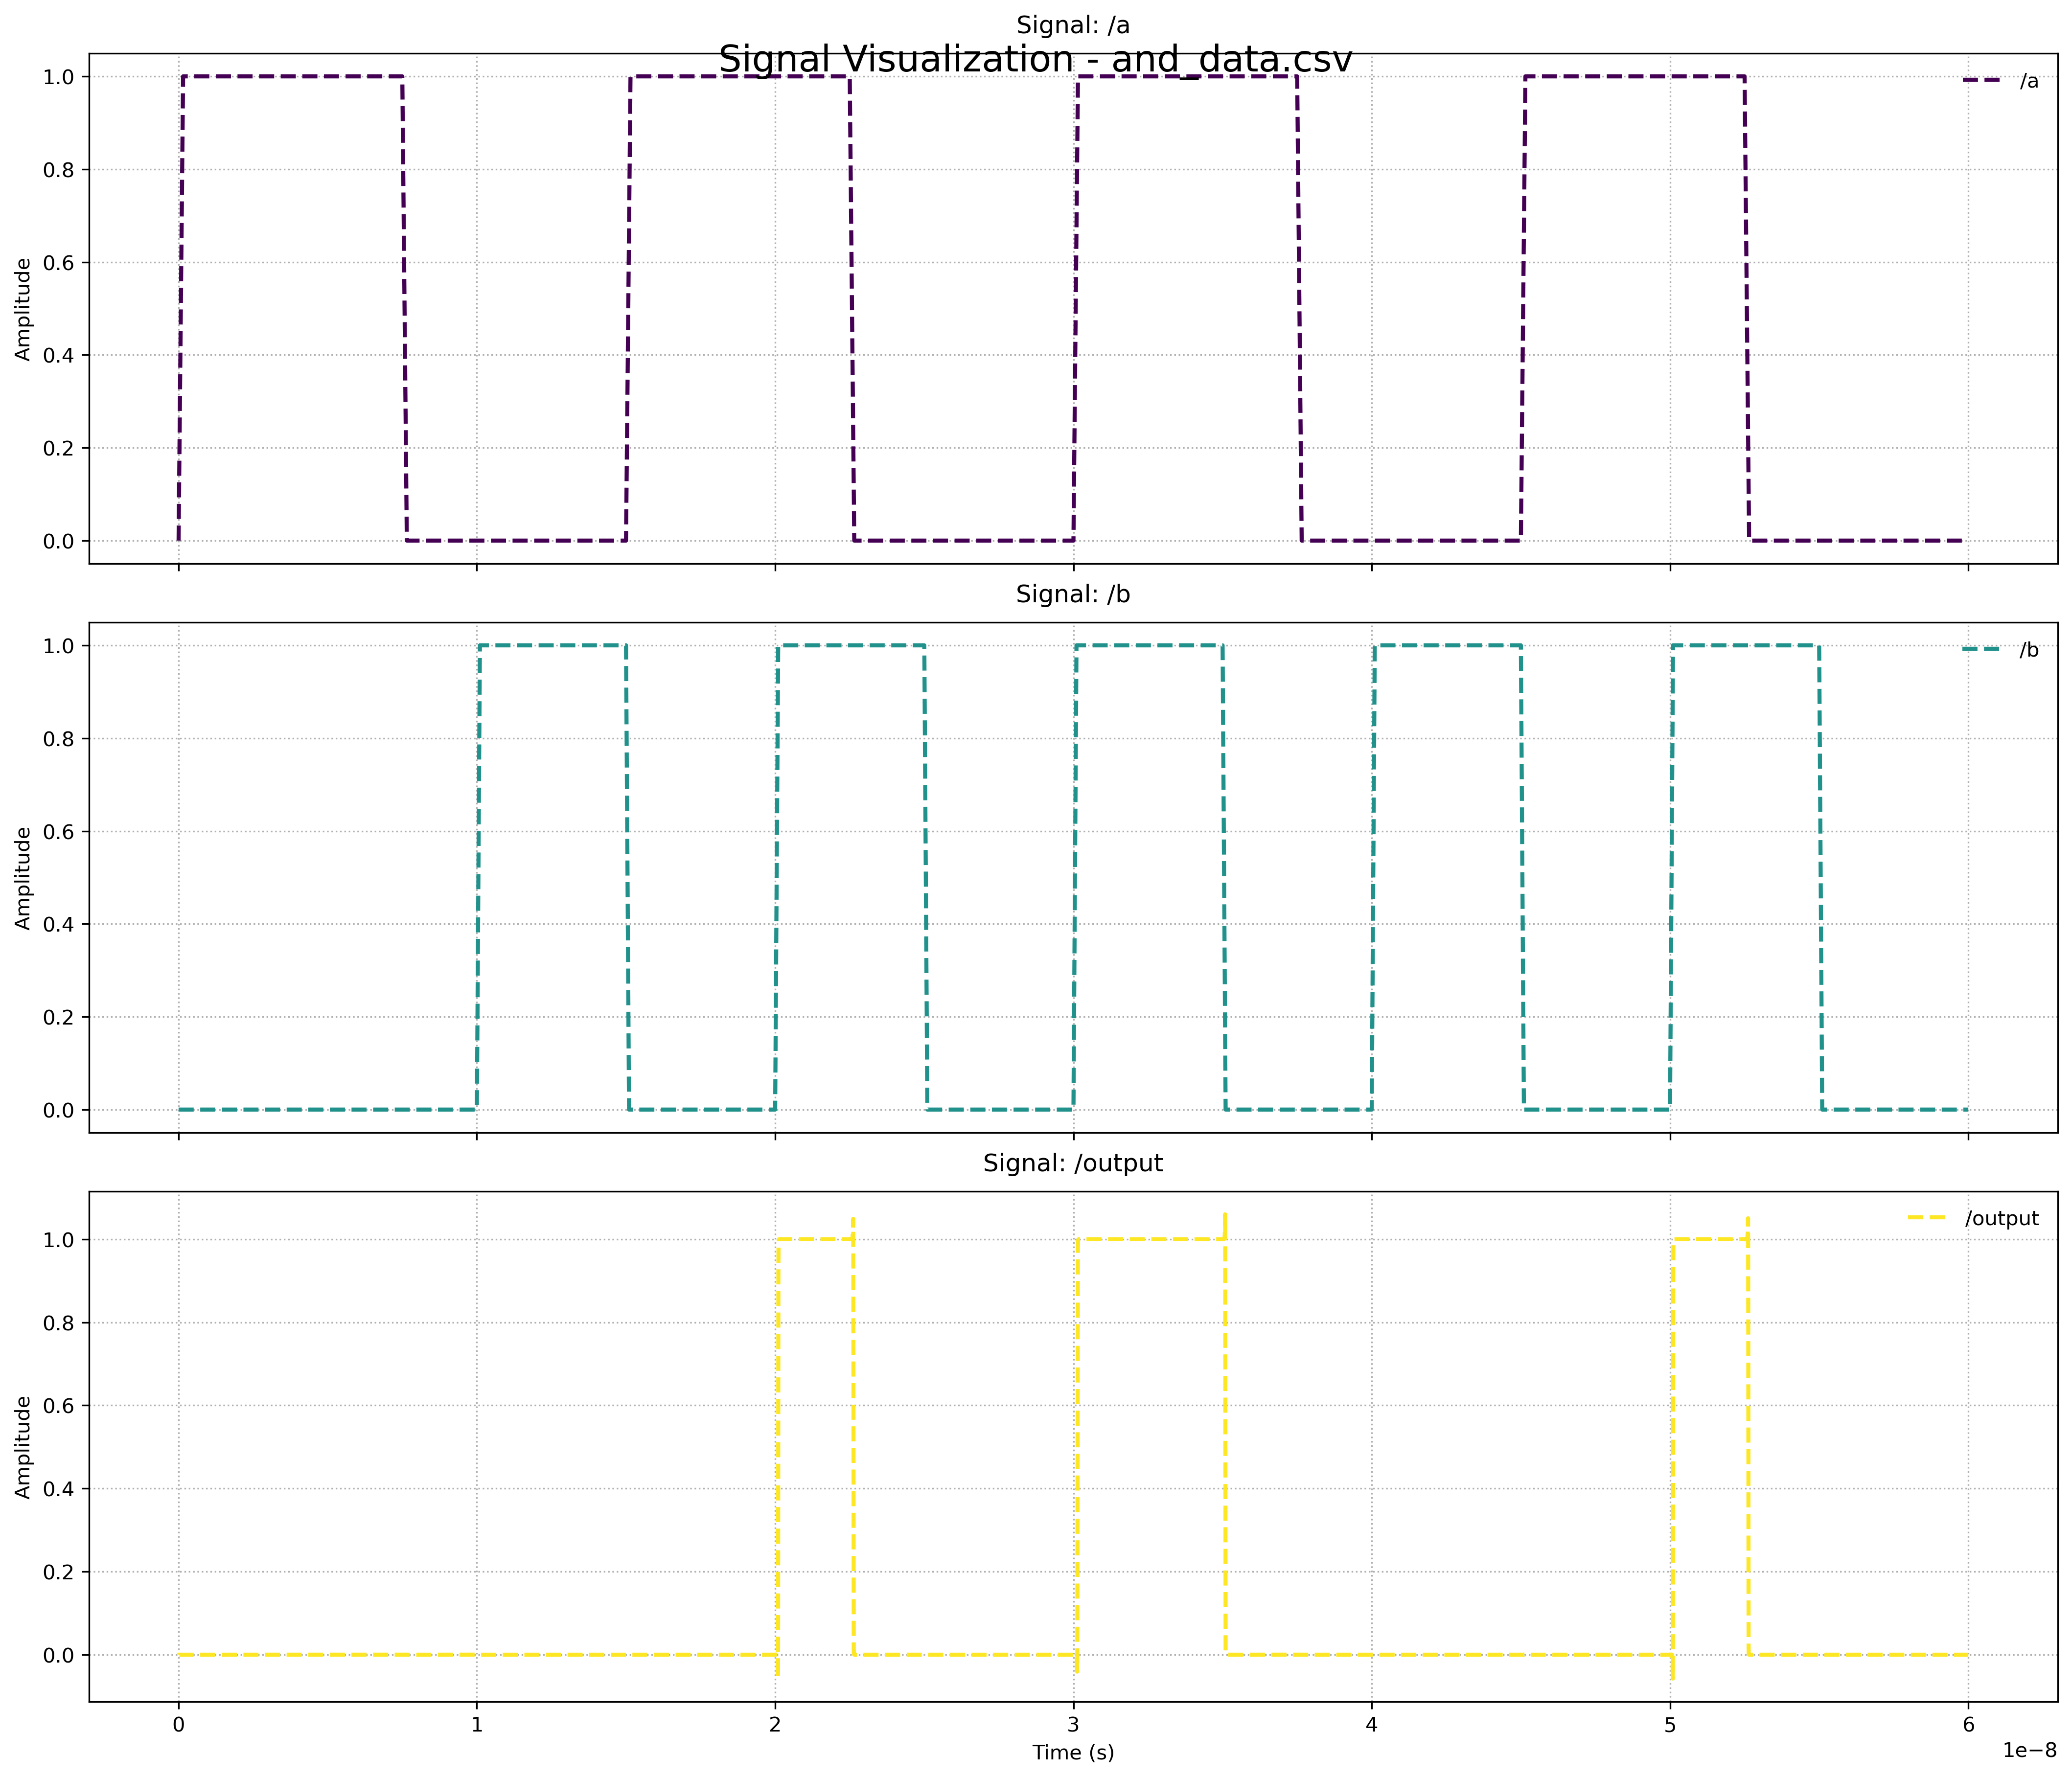 Signal: /a
Signal Visualization - and_data.csv
1.0
/a
0.8
0.6
Amplitude
0.4
0.2
0.0
Signal: /b
1.0
/b
0.8
0.6
Amplitude
0.4
0.2
0.0
Signal: /output
/output
1.0
0.8
0.6
Amplitude
0.4
0.2
0.0
0 1 2 3 4 5 6
Time (s)
1e−8